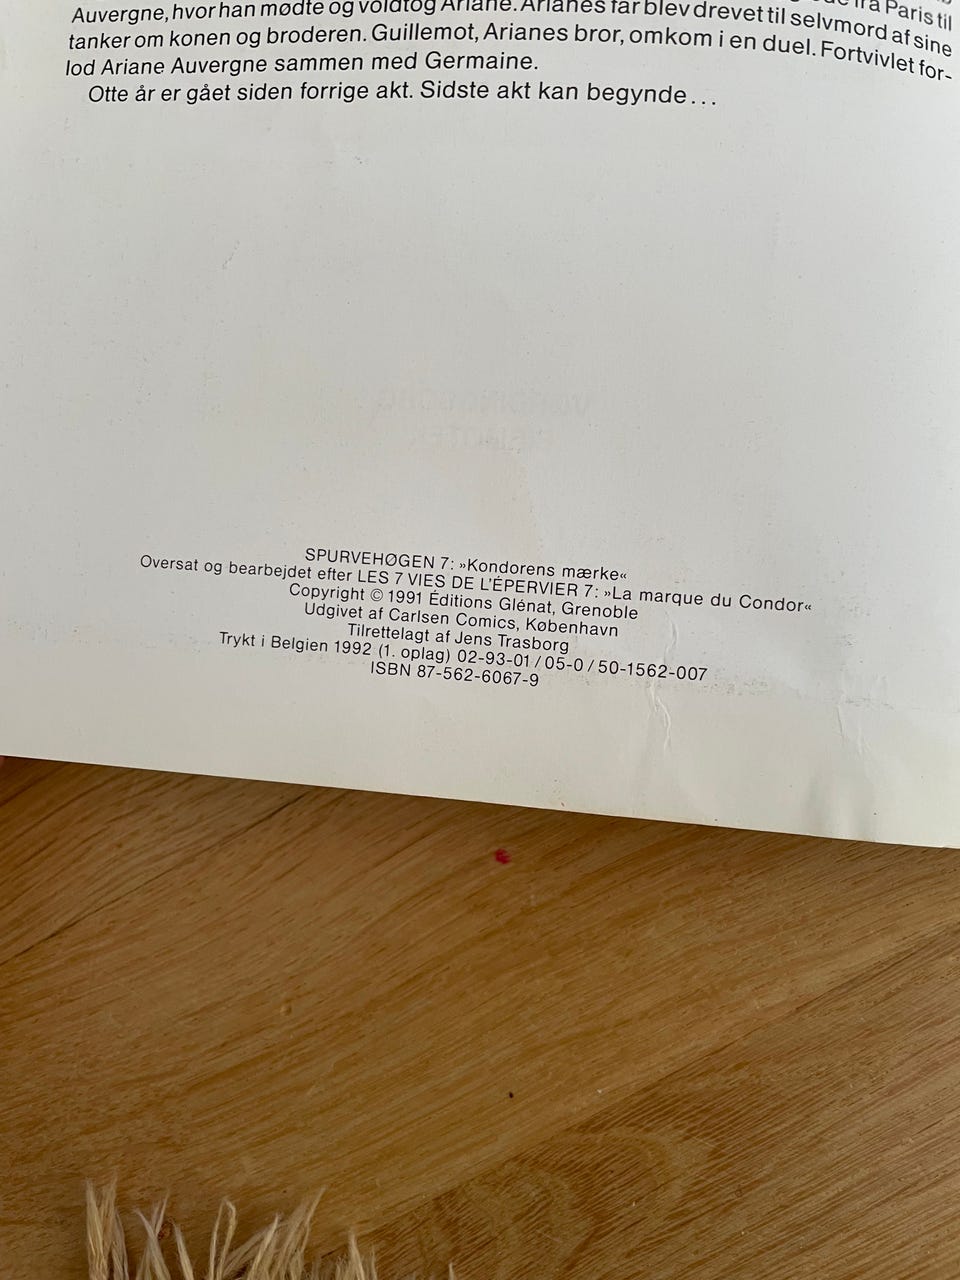 fra Paris til
Auvergne, hvor han mødte og voldtog Ariane. Arianes far blev drevet til selvmord af sine
tanker om konen og broderen. Guillemot, Arianes bror, omkom i en duel. Fortvivlet for-
lod Ariane Auvergne sammen med Germaine.
Otte år er gået siden forrige akt. Sidste akt kan begynde...
SPURVEHØGEN 7: »Kondorens mærke«
Oversat og bearbejdet efter LES 7 VIES DE L'ÉPERVIER 7: »La marque du Condor«
Copyright © 1991 Éditions Glénat, Grenoble
Udgivet af Carlsen Comics, København
Tilrettelagt af Jens Trasborg
Trykt i Belgien 1992 (1. oplag) 02-93-01 / 05-0 / 50-1562-007
ISBN 87-562-6067-9